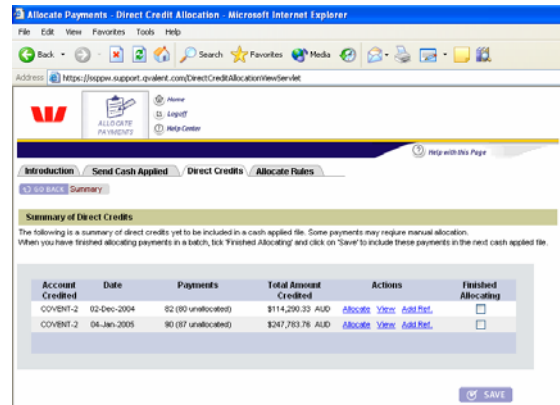 Allocate Payments - Direct Credit Allocation - Microsoft Internet Explorer
File Edit View Favorites Tools Help
Back Search Favorites Media
Address https://osppw.support.qvalent.com/DirectCreditAllocationViewServlet
ALLOCATE PAYMENTS
Home
Logoff
Help Center
Help with this Page
Introduction Send Cash Applied Direct Credits Allocate Rules
GO BACK Summary
Summary of Direct Credits
The following is a summary of direct credits yet to be included in a cash applied file. Some payments may require manual allocation.
When you have finished allocating payments in a batch, tick 'Finished Allocating' and click on 'Save' to include these payments in the next cash applied file.
Account Credited Date Payments Total Amount Credited Actions Finished Allocating
COVENT-2 02-Dec-2004 82 (80 unallocated) $114,290.33 AUD Allocate View Add Ref.
COVENT-2 04-Jan-2005 90 (87 unallocated) $247,783.76 AUD Allocate View Add Ref.
SAVE